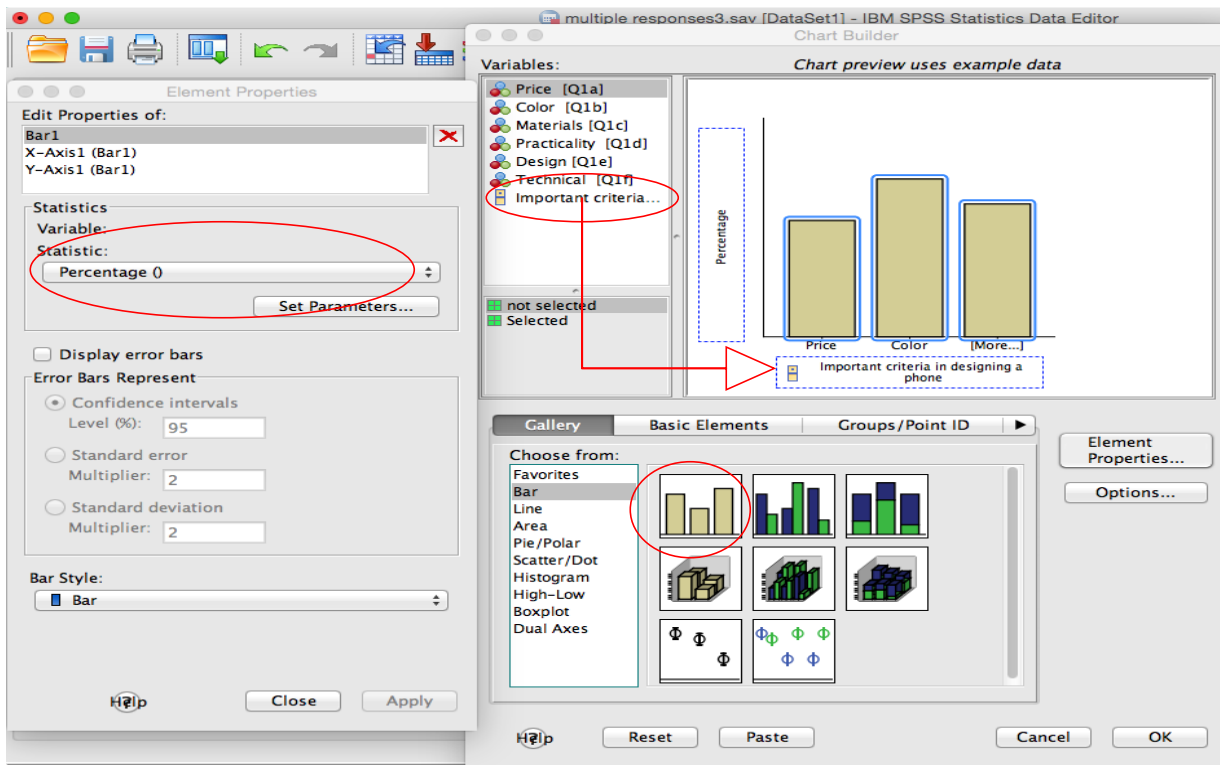 multiple responses3.sav [DataSet1] - IBM SPSS Statistics Data Editor
Chart Builder
Variables:
Chart preview uses example data
Price [Q1a]
Color [Q1b]
Materials [Q1c]
Practicality [Q1d]
Design [Q1e]
Technical [Q1f]
Important criteria...
not selected
Selected
Percentage
Price
Color
[More...]
Important criteria in designing a
phone
Element Properties
Edit Properties of:
Bar1
X-Axis1 (Bar1)
Y-Axis1 (Bar1)
Statistics
Variable:
Statistic:
Percentage ()
Set Parameters...
Display error bars
Error Bars Represent
Confidence intervals
Level (%): 95
Standard error
Multiplier: 2
Standard deviation
Multiplier: 2
Bar Style:
Bar
Help
Close
Apply
Gallery
Basic Elements
Groups/Point ID
Choose from:
Favorites
Bar
Line
Area
Pie/Polar
Scatter/Dot
Histogram
High-Low
Boxplot
Dual Axes
Element
Properties...
Options...
Help
Reset
Paste
Cancel
OK